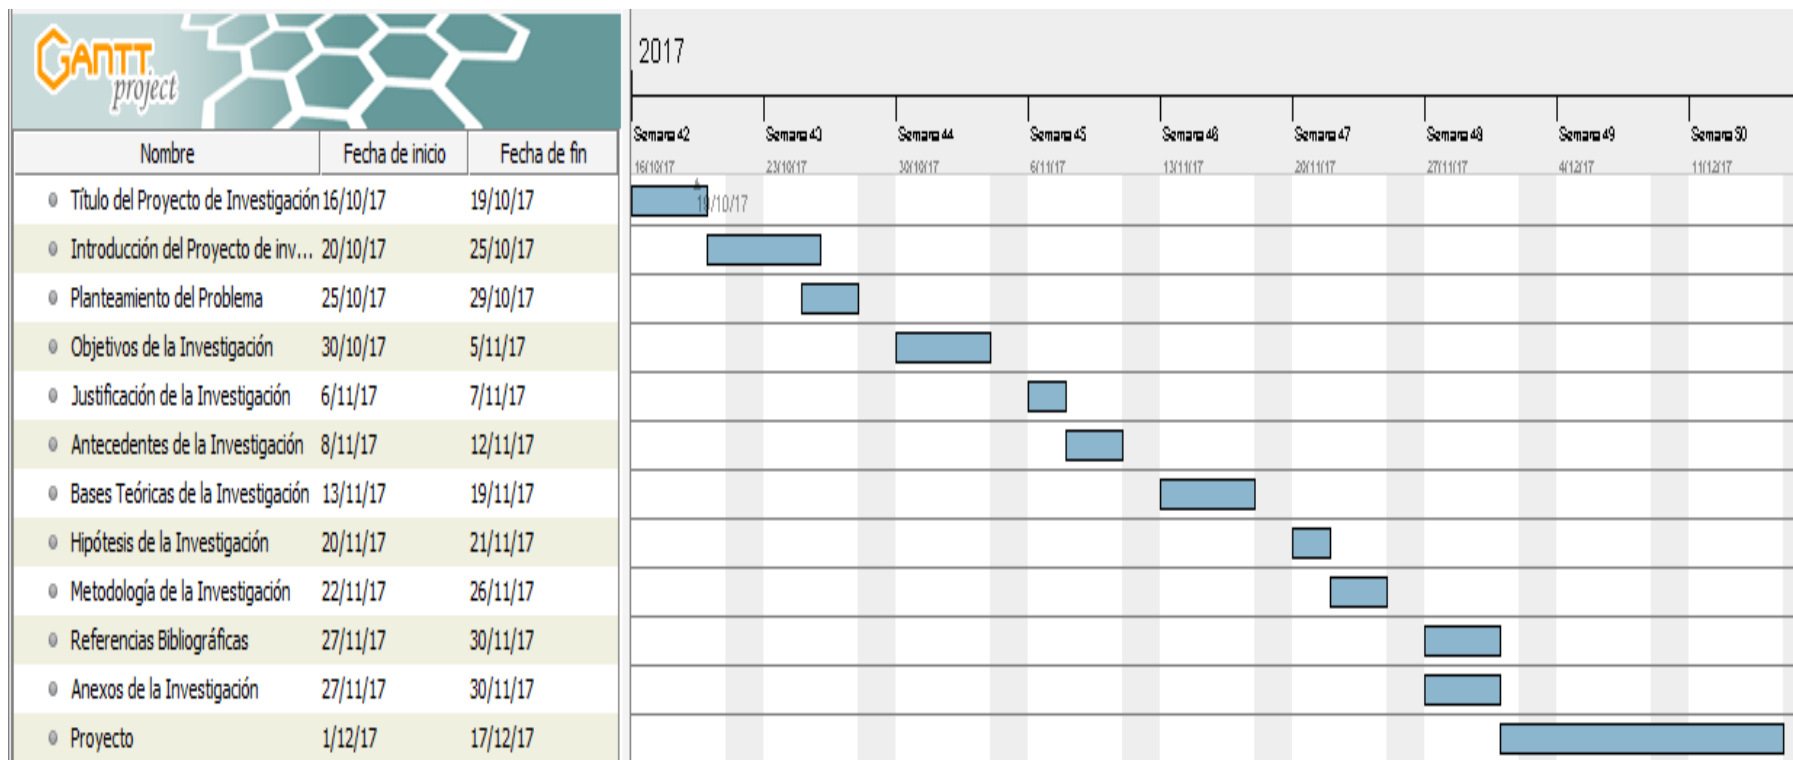 GANTT
project
2017
Semana 42 Semana 43 Semana 44 Semana 45 Semana 46 Semana 47 Semana 48 Semana 49 Semana 50
Nombre Fecha de inicio Fecha de fin
16/10/17 23/10/17 30/10/17 6/11/17 13/11/17 20/11/17 27/11/17 4/12/17 11/12/17
Título del Proyecto de Investigación 16/10/17 19/10/17
19/10/17
Introducción del Proyecto de inv... 20/10/17 25/10/17
Planteamiento del Problema 25/10/17 29/10/17
Objetivos de la Investigación 30/10/17 5/11/17
Justificación de la Investigación 6/11/17 7/11/17
Antecedentes de la Investigación 8/11/17 12/11/17
Bases Teóricas de la Investigación 13/11/17 19/11/17
Hipótesis de la Investigación 20/11/17 21/11/17
Metodología de la Investigación 22/11/17 26/11/17
Referencias Bibliográficas 27/11/17 30/11/17
Anexos de la Investigación 27/11/17 30/11/17
Proyecto 1/12/17 17/12/17